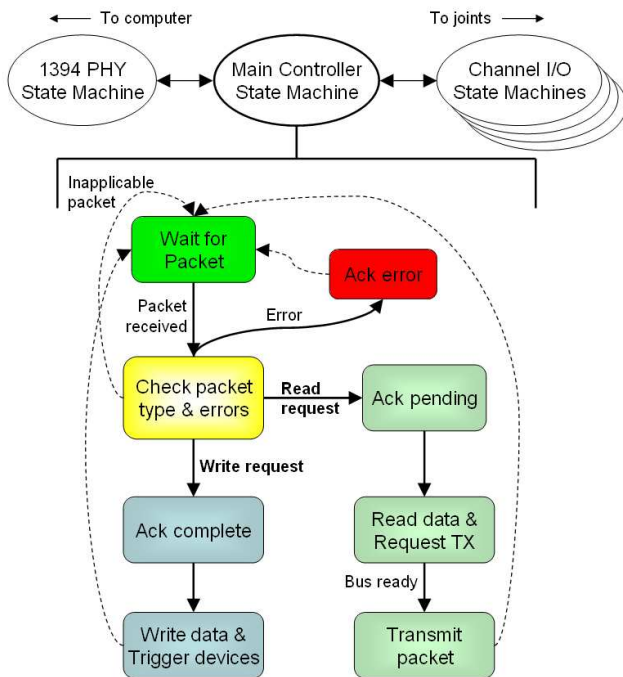 To computer
To joints
1394 PHY
State Machine
Main Controller
State Machine
Channel I/O
State Machines
Inapplicable
packet
Wait for
Packet
Ack error
Packet
received
Error
Check packet
type & errors
Read
request
Ack pending
Write request
Ack complete
Read data &
Request TX
Bus ready
Write data &
Trigger devices
Transmit
packet